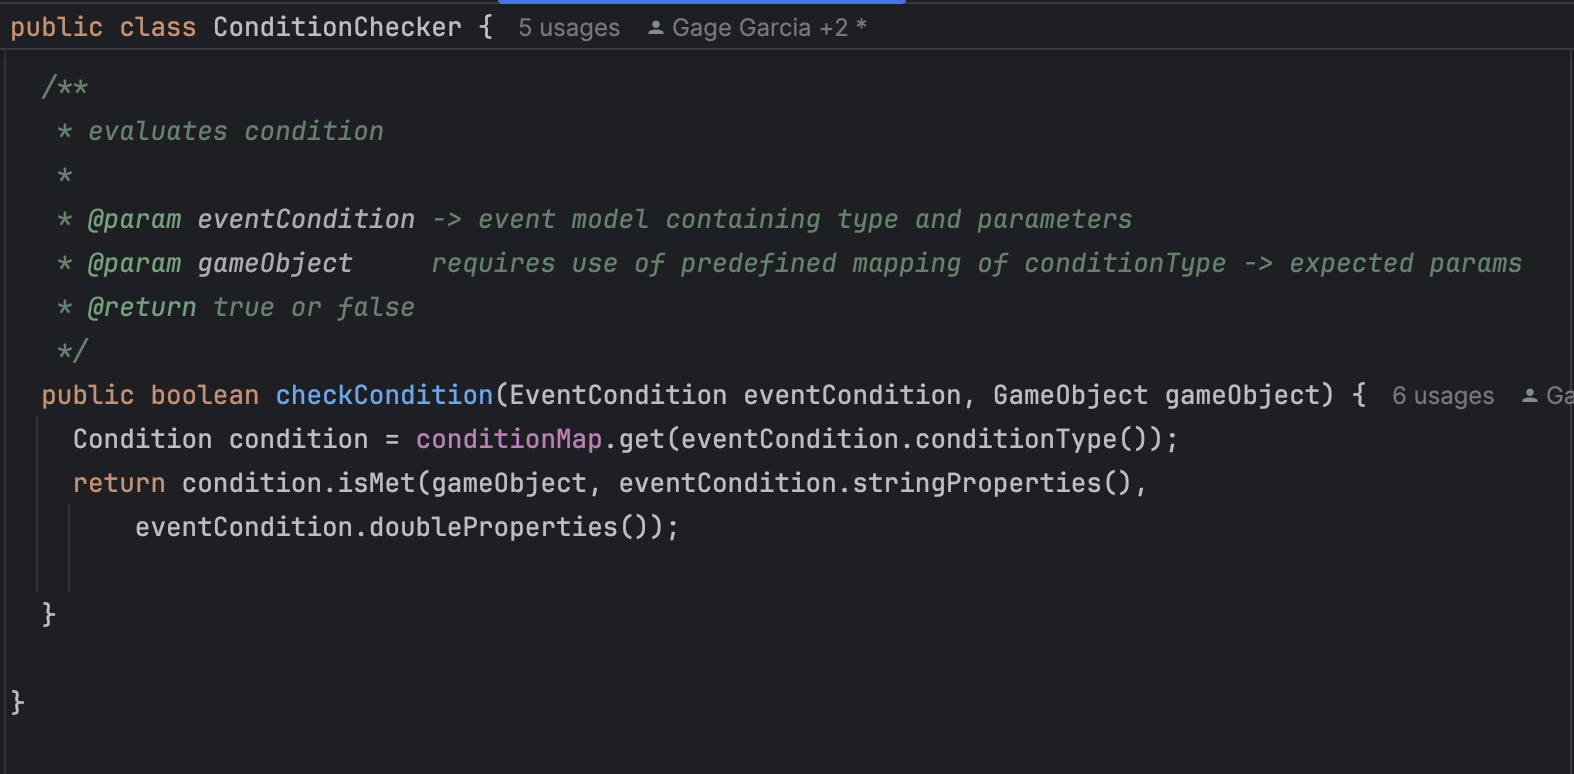 public class ConditionChecker {  5 usages  Gage Garcia +2 *
/**
* evaluates condition
*
* @param eventCondition -> event model containing type and parameters
* @param gameObject     requires use of predefined mapping of conditionType -> expected params
* @return true or false
*/
public boolean checkCondition(EventCondition eventCondition, GameObject gameObject) {  6 usages  Ga
Condition condition = conditionMap.get(eventCondition.conditionType());
return condition.isMet(gameObject, eventCondition.stringProperties(),
eventCondition.doubleProperties());
}
}